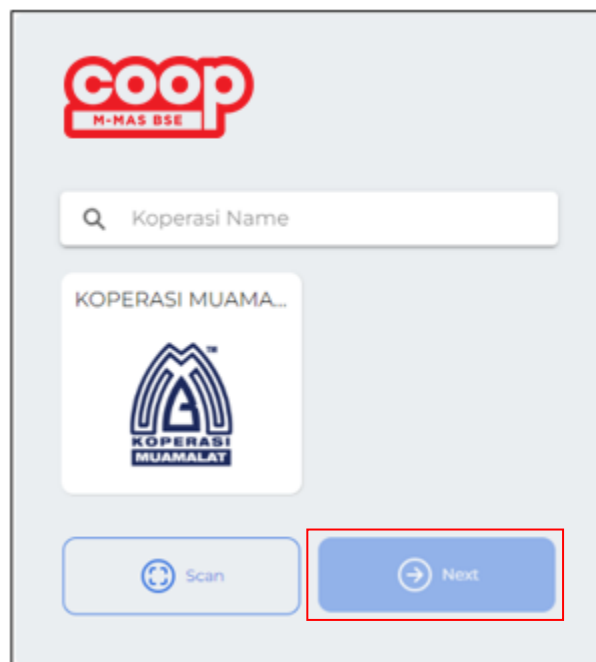 coop
M-MAS BSE
Koperasi Name
KOPERASI MUAMA...
TM
KOPERASI
MUAMALAT
Scan
Next